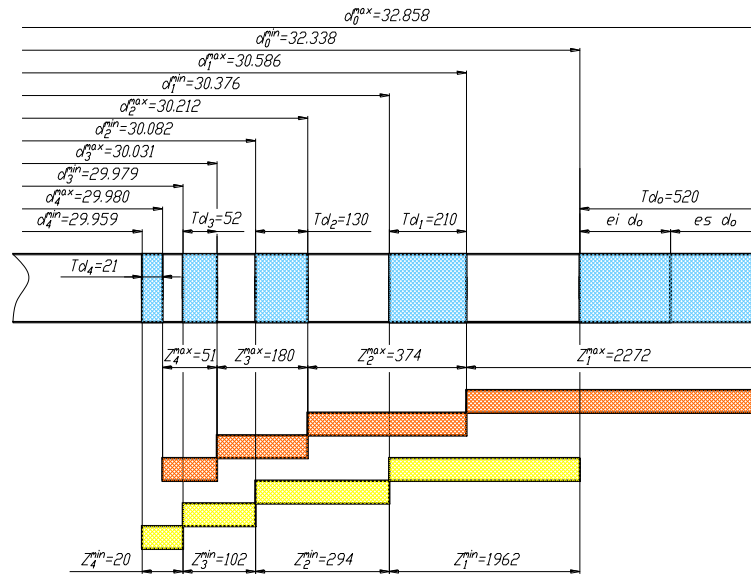 d₀ᵐᵃˣ=32.858
d₀ᵐⁱⁿ=32.338
d₁ᵐᵃˣ=30.586
d₁ᵐⁱⁿ=30.376
d₂ᵐᵃˣ=30.212
d₂ᵐⁱⁿ=30.082
d₃ᵐᵃˣ=30.031
d₃ᵐⁱⁿ=29.979
d₄ᵐᵃˣ=29.980
d₄ᵐⁱⁿ=29.959
Td₃=52
Td₂=130
Td₁=210
Td₀=520
ei d₀
es d₀
Td₄=21
Z₄ᵐᵃˣ=51
Z₃ᵐᵃˣ=180
Z₂ᵐᵃˣ=374
Z₁ᵐᵃˣ=2272
Z₄ᵐⁱⁿ=20
Z₃ᵐⁱⁿ=102
Z₂ᵐⁱⁿ=294
Z₁ᵐⁱⁿ=1962